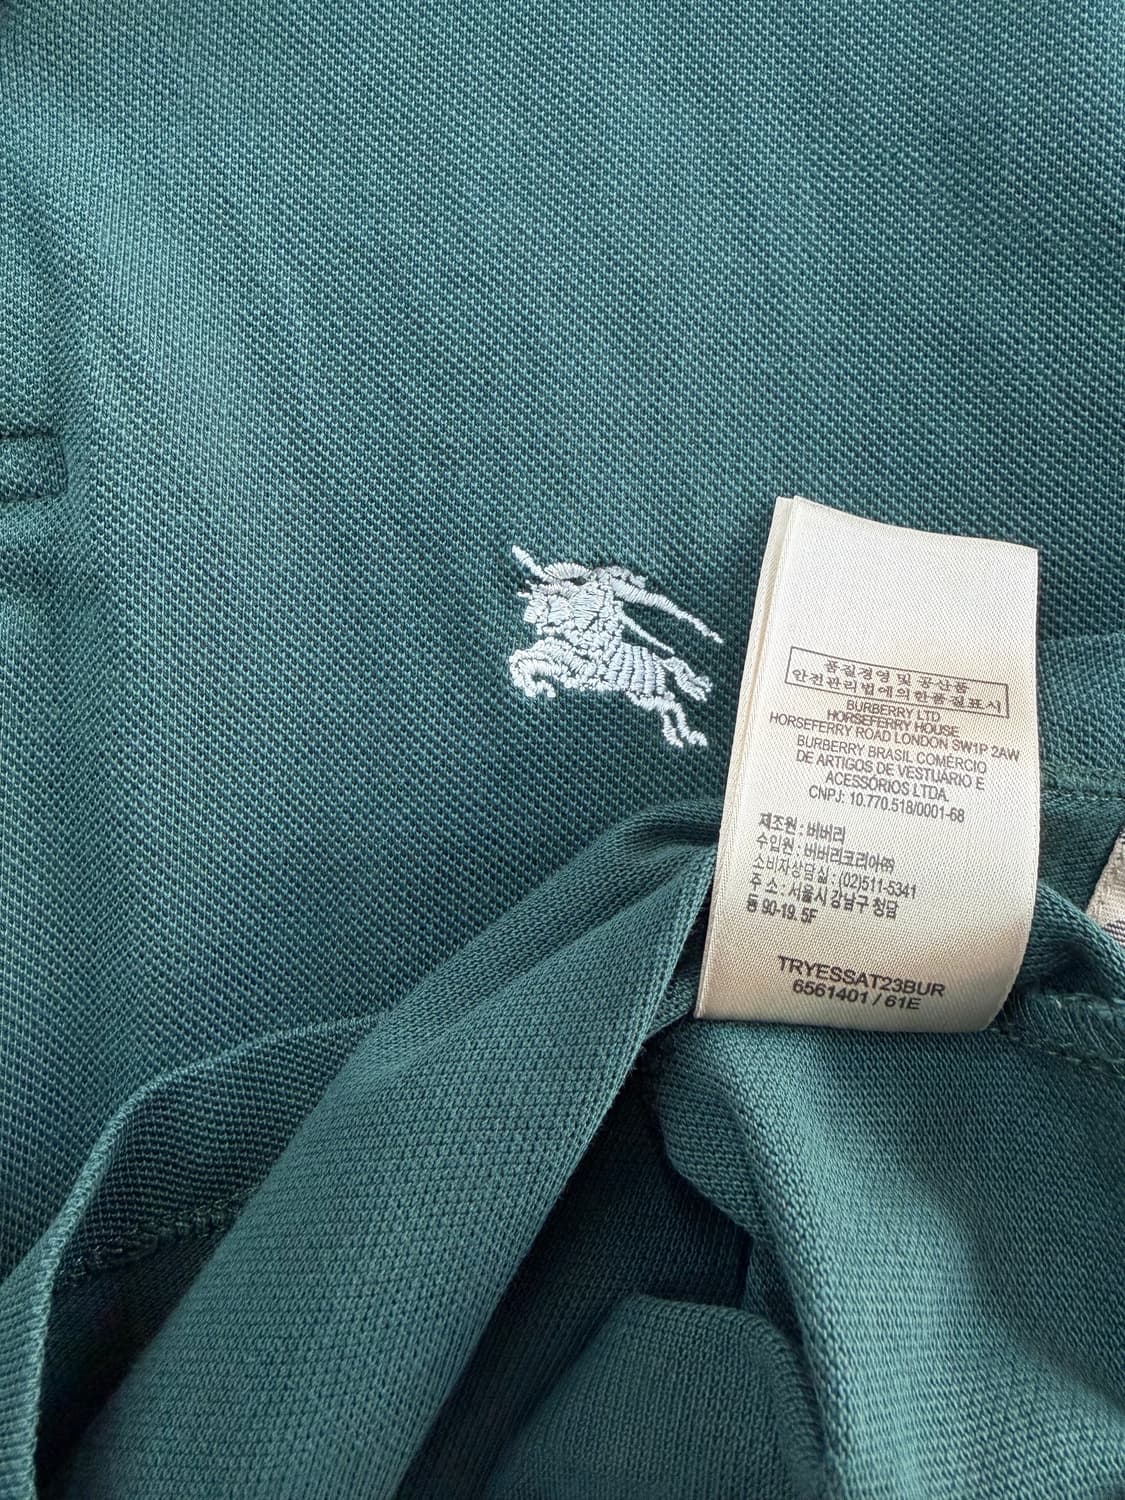 품질경영 및 공산품
안전관리법에의한품질표시
BURBERRY LTD
HORSEFERRY HOUSE
HORSEFERRY ROAD LONDON SW1P 2AW
BURBERRY BRASIL COMÉRCIO
DE ARTIGOS DE VESTUÁRIO E
ACESSÓRIOS LTDA.
CNPJ: 10.770.518/0001-68
제조원 : 버버리
수입원 : 버버리코리아㈜
소비자상담실 : (02)511-5341
주 소 : 서울시 강남구 청담
동 90-19. 5F
TRYESSAT23BUR
6561401 / 61E